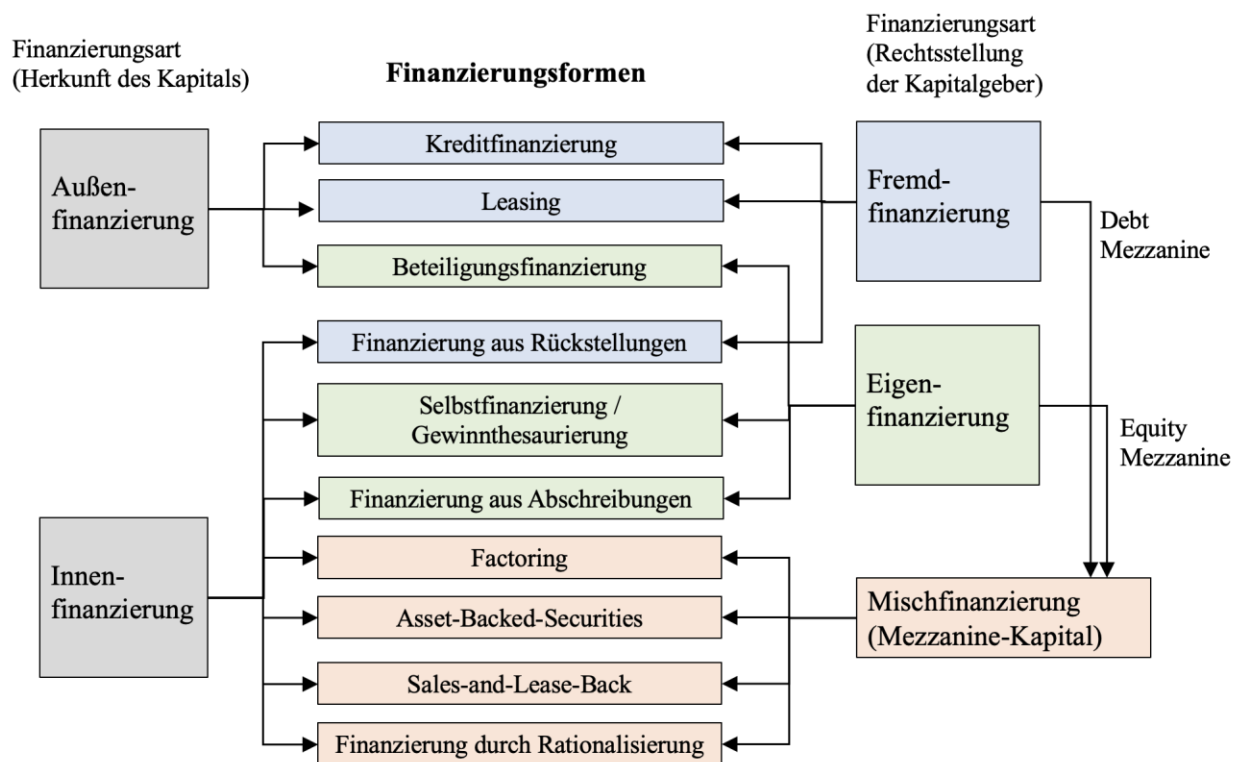 Finanzierungsart
(Herkunft des Kapitals)
Finanzierungsformen
Finanzierungsart
(Rechtsstellung
der Kapitalgeber)
Außen-
finanzierung
Kreditfinanzierung
Leasing
Beteiligungsfinanzierung
Fremd-
finanzierung
Debt
Mezzanine
Finanzierung aus Rückstellungen
Selbstfinanzierung /
Gewinnthesaurierung
Finanzierung aus Abschreibungen
Eigen-
finanzierung
Equity
Mezzanine
Innen-
finanzierung
Factoring
Asset-Backed-Securities
Sales-and-Lease-Back
Finanzierung durch Rationalisierung
Mischfinanzierung
(Mezzanine-Kapital)